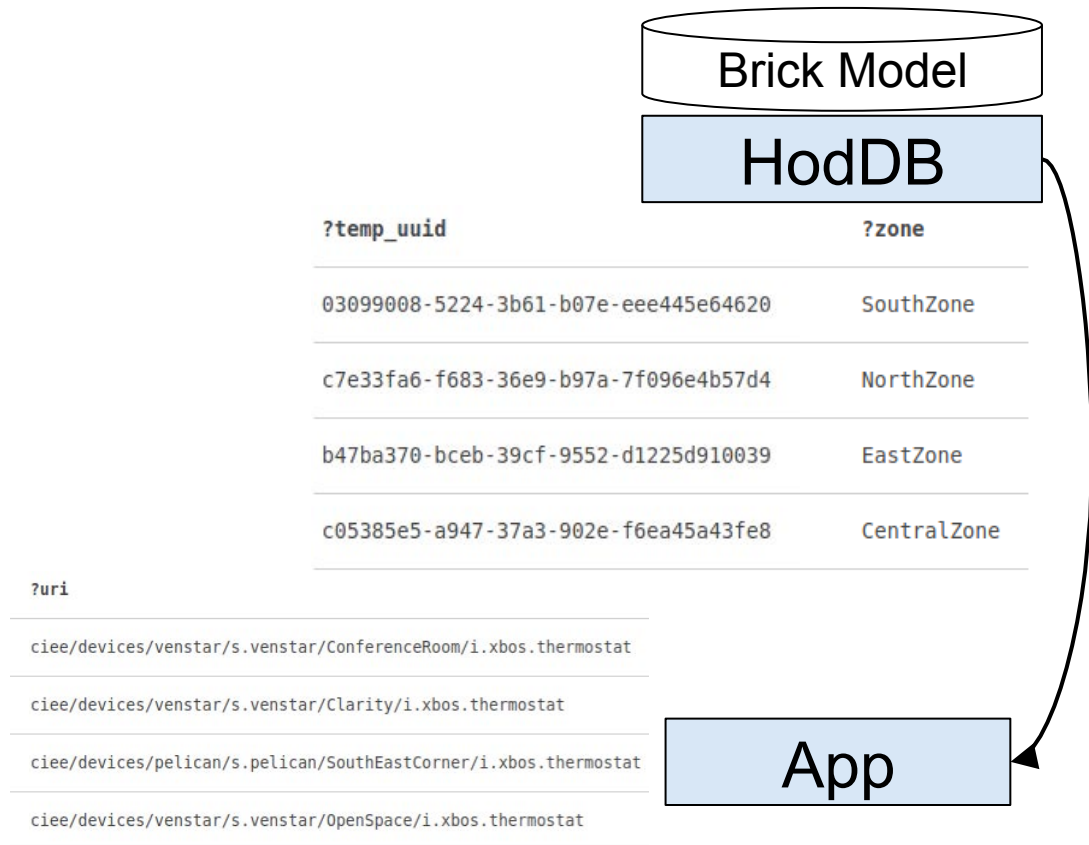 Brick Model
HodDB
?temp_uuid ?zone
03099008-5224-3b61-b07e-eee445e64620 SouthZone
c7e33fa6-f683-36e9-b97a-7f096e4b57d4 NorthZone
b47ba370-bceb-39cf-9552-d1225d910039 EastZone
c05385e5-a947-37a3-902e-f6ea45a43fe8 CentralZone
?uri
ciee/devices/venstar/s.venstar/ConferenceRoom/i.xbos.thermostat
ciee/devices/venstar/s.venstar/Clarity/i.xbos.thermostat
ciee/devices/pelican/s.pelican/SouthEastCorner/i.xbos.thermostat
ciee/devices/venstar/s.venstar/OpenSpace/i.xbos.thermostat
App